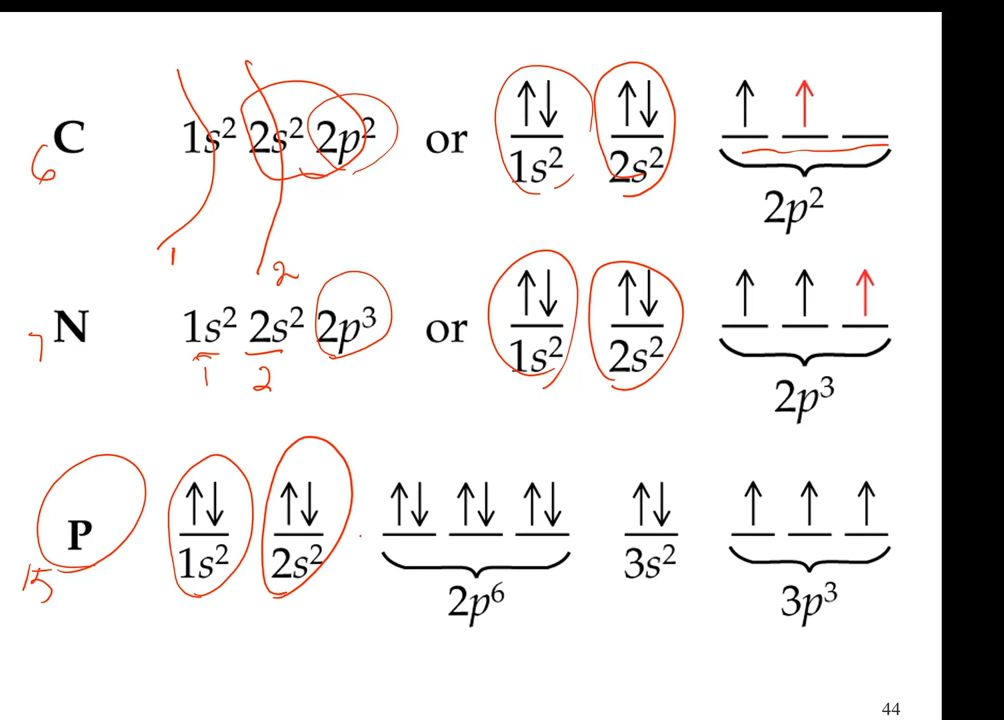 C 1s² 2s² 2p² or ↑↓ ↑↓ ↑ ↑
6 1s² 2s² 2p²
1 2
N 1s² 2s² 2p³ or ↑↓ ↑↓ ↑ ↑ ↑
7 1s² 2s² 2p³
1 2
P ↑↓ ↑↓ ↑↓ ↑↓ ↑↓ ↑↓ ↑ ↑ ↑
15 1s² 2s² 2p⁶ 3s² 3p³
44